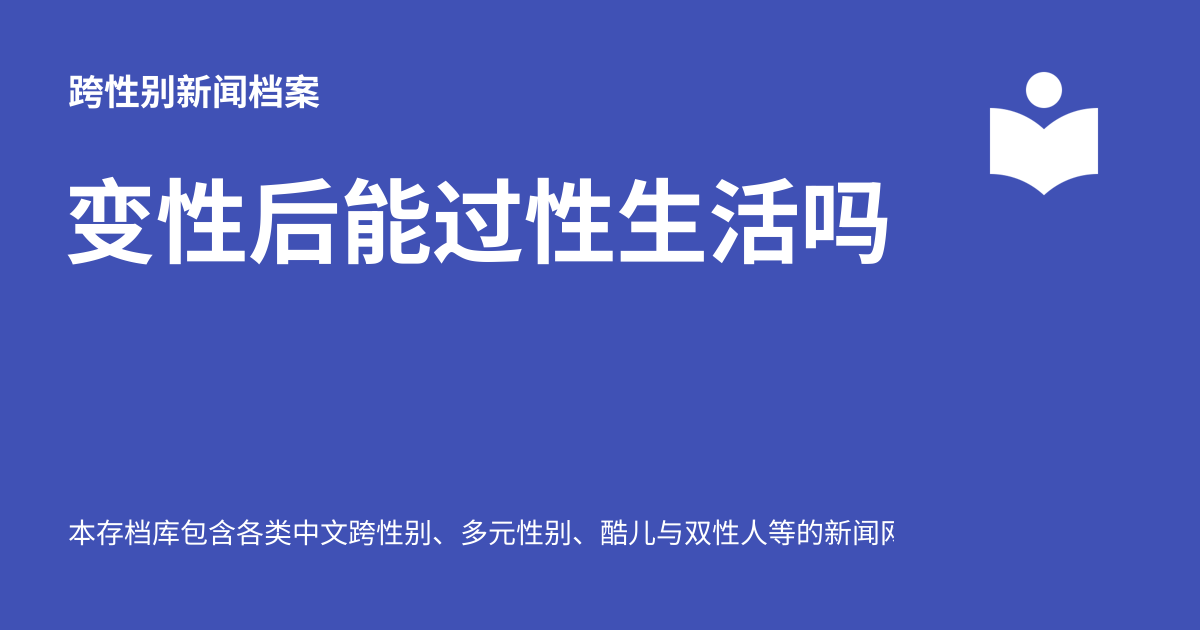 跨性别新闻档案
变性后能过性生活吗
本存档库包含各类中文跨性别、多元性别、酷儿与双性人等的新闻